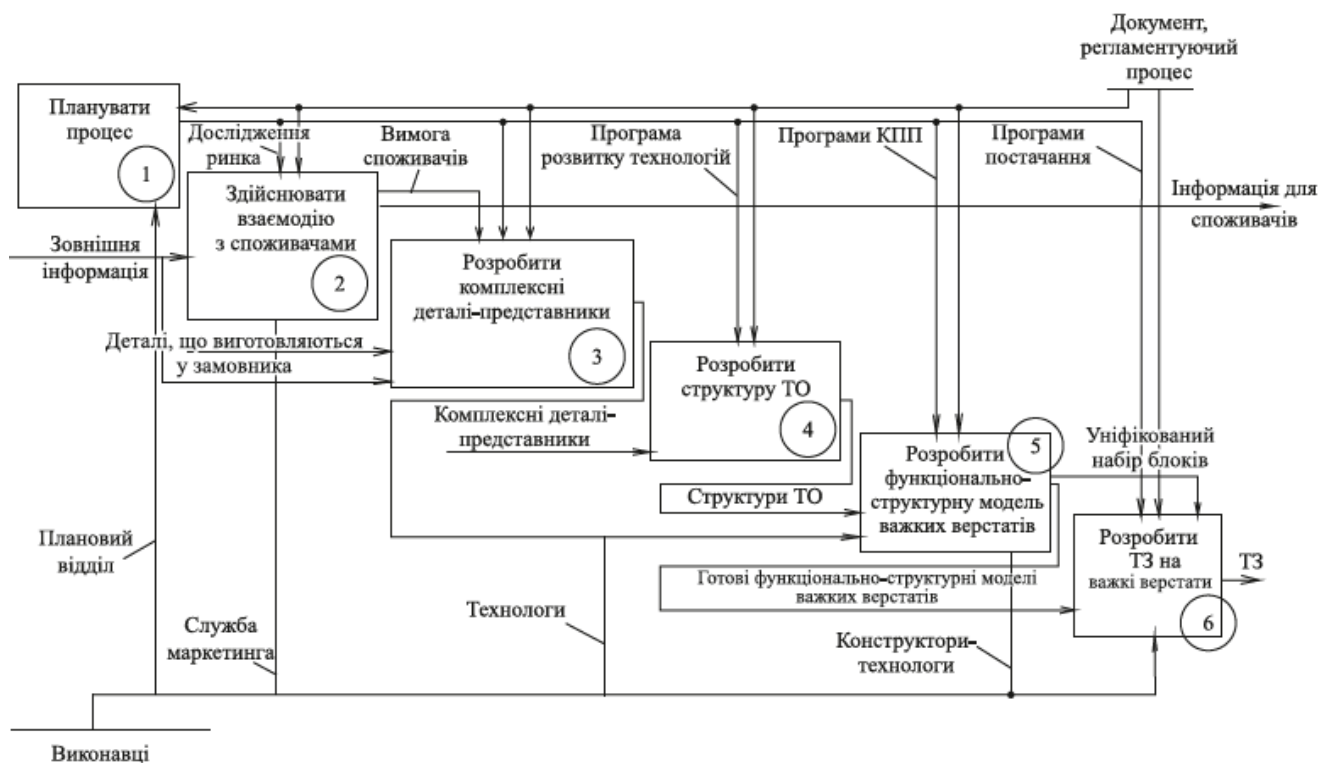 Документ,
регламентуючий
процес
Планувати
процес
1
Дослідження
ринка
Вимога
споживачів
Програма
розвитку технологій
Програми КПП
Програми
постачання
Здійснювати
взаємодію
з споживачами
2
Інформація для
споживачів
Зовнішня
інформація
Розробити
комплексні
деталі-представники
3
Деталі, що виготовляються
у замовника
Розробити
структуру ТО
4
Комплексні деталі-
представники
Розробити
функціонально-
структурну модель
важких верстатів
5
Уніфікований
набір блоків
Структури ТО
Розробити
ТЗ на
важкі верстати
6
ТЗ
Плановий
відділ
Готові функціонально-структурні моделі
важких верстатів
Служба
маркетинга
Технологи
Конструктори-
технологи
Виконавці